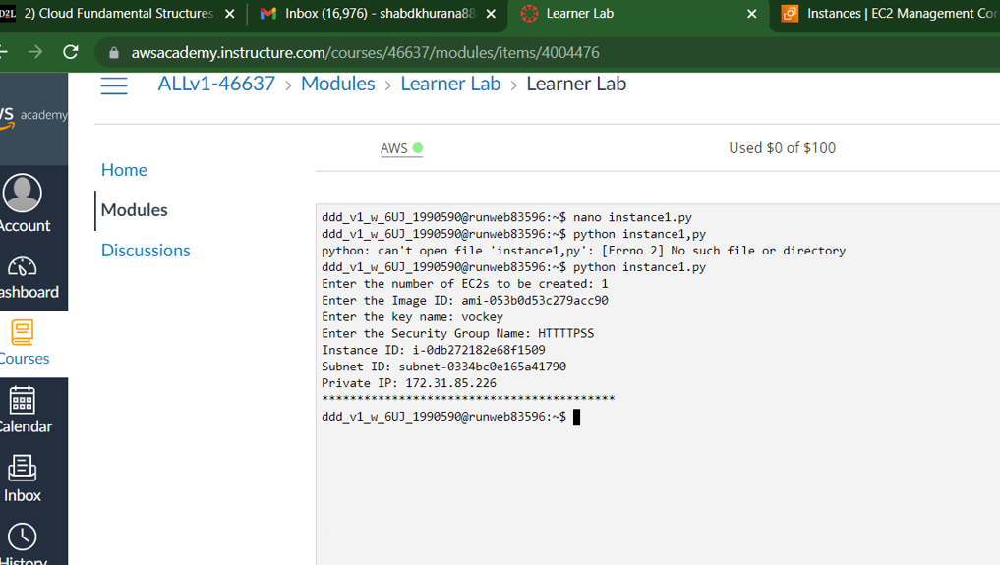 2) Cloud Fundamental Structures
Inbox (16,976) - shabdkhurana88
Learner Lab
Instances | EC2 Management Con
awsacademy.instructure.com/courses/46637/modules/items/4004476
ALLv1-46637 > Modules > Learner Lab > Learner Lab
academy
AWS
Used $0 of $100
Home
Modules
Discussions
Account
ashboard
Courses
Calendar
Inbox
History
ddd_v1_w_6UJ_1990590@runweb83596:~$ nano instance1.py
ddd_v1_w_6UJ_1990590@runweb83596:~$ python instance1,py
python: can't open file 'instance1,py': [Errno 2] No such file or directory
ddd_v1_w_6UJ_1990590@runweb83596:~$ python instance1.py
Enter the number of EC2s to be created: 1
Enter the Image ID: ami-053b0d53c279acc90
Enter the key name: vockey
Enter the Security Group Name: HTTTTPSS
Instance ID: i-0db272182e68f1509
Subnet ID: subnet-0334bc0e165a41790
Private IP: 172.31.85.226
******************************************
ddd_v1_w_6UJ_1990590@runweb83596:~$